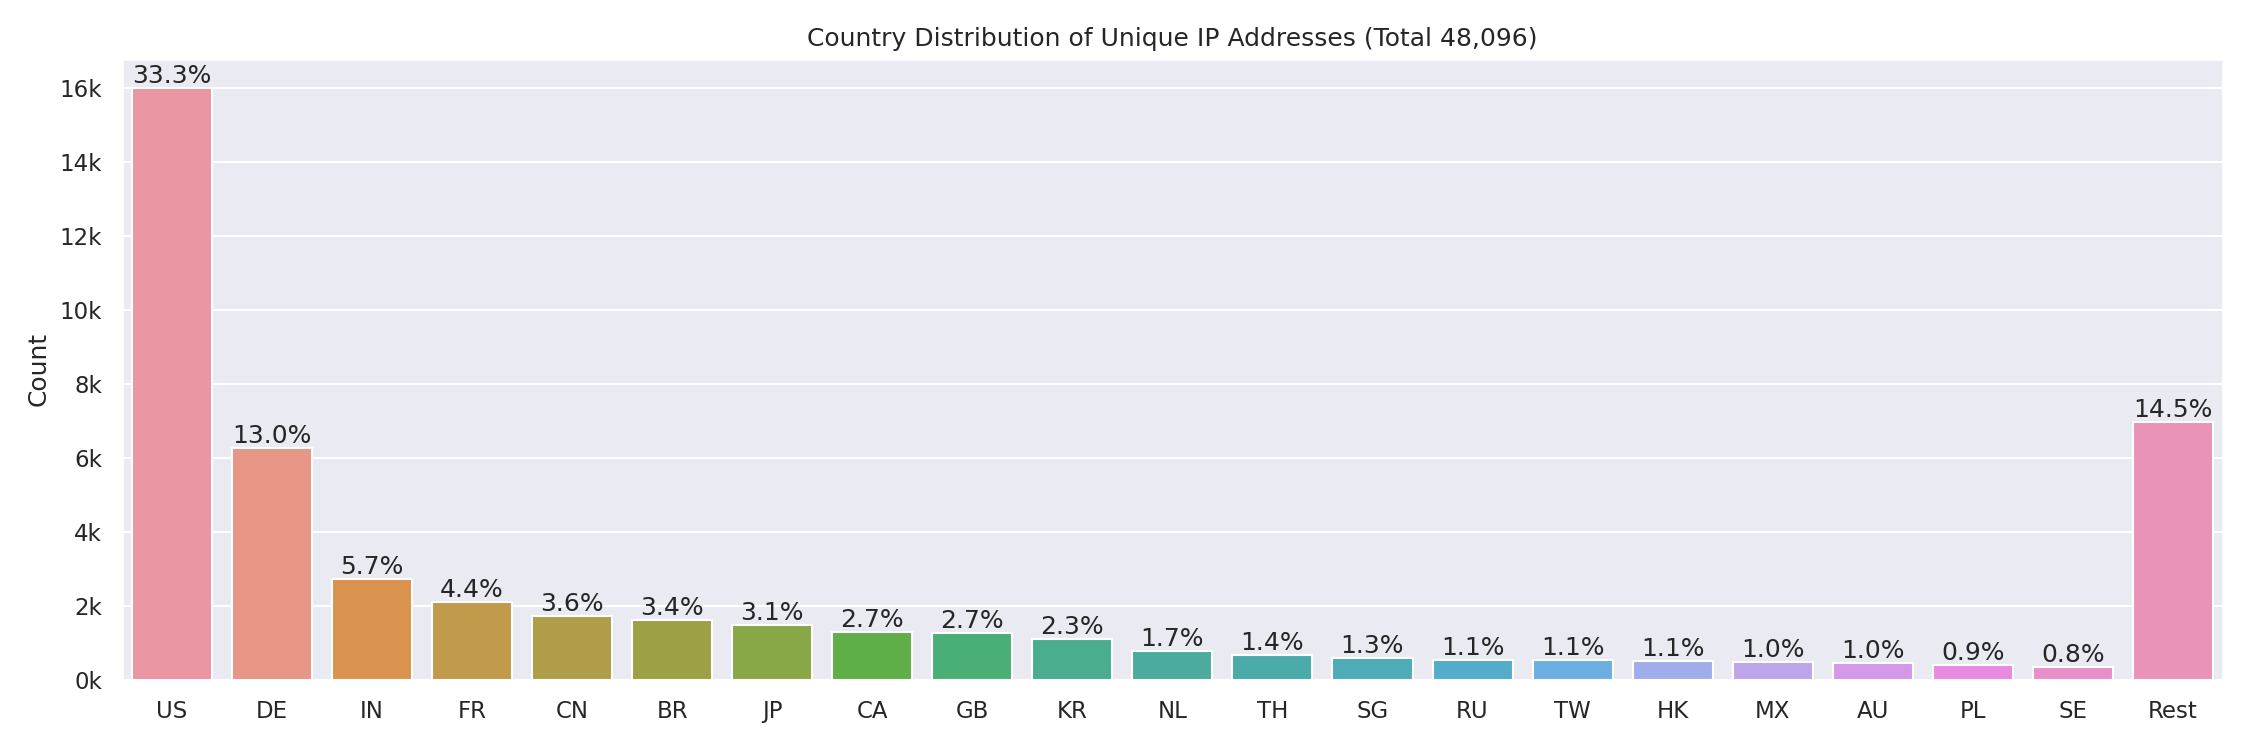 Country Distribution of Unique IP Addresses (Total 48,096)
Count
16k
14k
12k
10k
8k
6k
4k
2k
0k
33.3%
13.0%
5.7%
4.4%
3.6%
3.4%
3.1%
2.7%
2.7%
2.3%
1.7%
1.4%
1.3%
1.1%
1.1%
1.1%
1.0%
1.0%
0.9%
0.8%
14.5%
US DE IN FR CN BR JP CA GB KR NL TH SG RU TW HK MX AU PL SE Rest